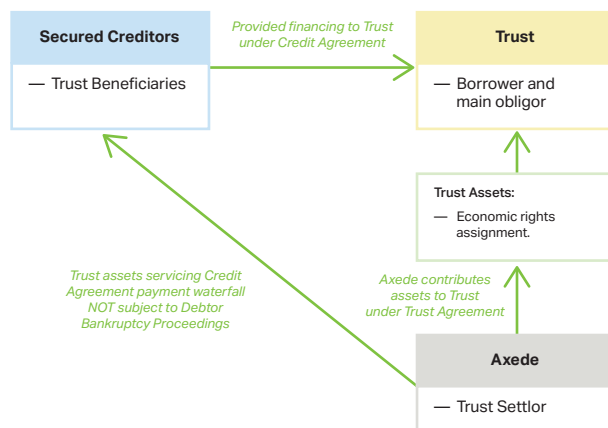 Secured Creditors
— Trust Beneficiaries
Provided financing to Trust
under Credit Agreement
Trust
— Borrower and
main obligor
Trust Assets:
— Economic rights
assignment.
Trust assets servicing Credit
Agreement payment waterfall
NOT subject to Debtor
Bankruptcy Proceedings
Axede contributes
assets to Trust
under Trust Agreement
Axede
— Trust Settlor